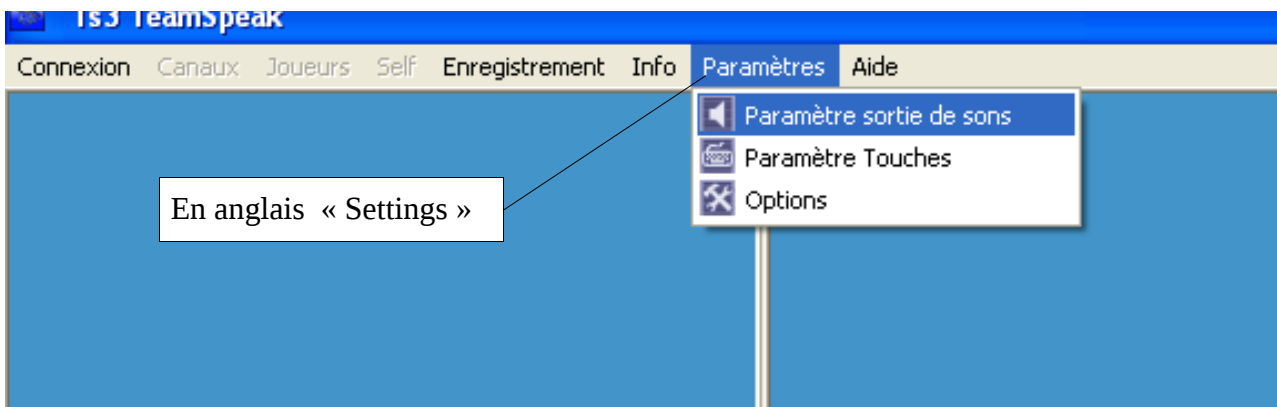 Ts3 TeamSpeak
Connexion Canaux Joueurs Self Enregistrement Info Paramètres Aide
Paramètre sortie de sons
Paramètre Touches
Options
En anglais « Settings »